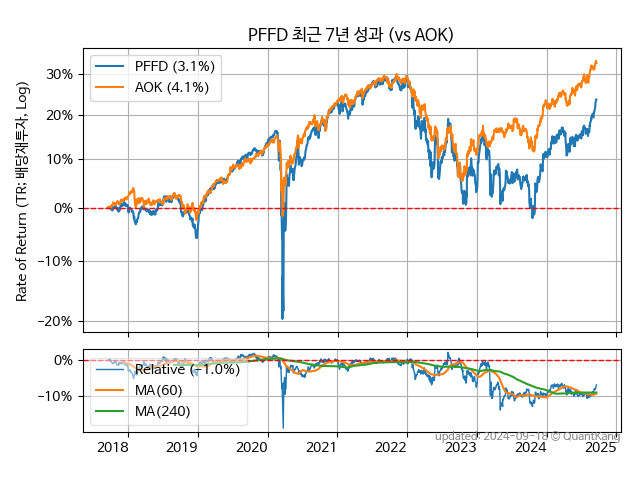 PFFD 최근 7년 성과 (vs AOK)
PFFD (3.1%)
AOK (4.1%)
Rate of Return (TR: 배당재투자, Log)
30%
20%
10%
0%
−10%
−20%
Relative (−1.0%)
MA(60)
MA(240)
0%
−10%
updated: 2024-09-18 © QuantKang
2018 2019 2020 2021 2022 2023 2024 2025